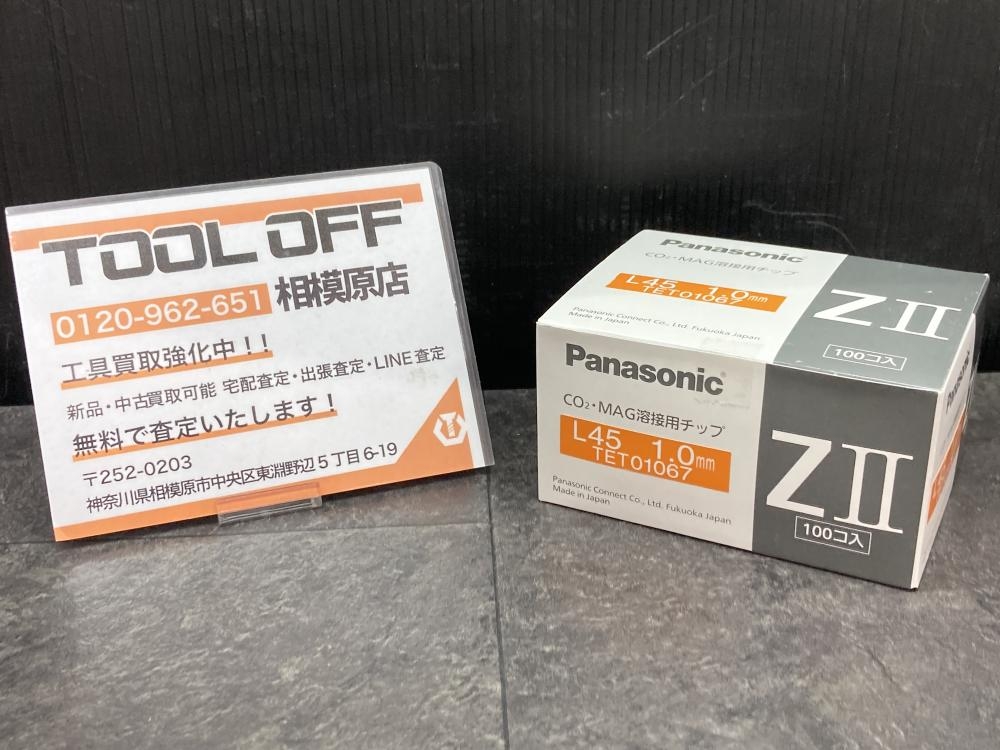 TOOL OFF
0120-962-651 相模原店
工具買取強化中!!
新品・中古買取可能 宅配査定・出張査定・LINE査定
無料で査定いたします!
〒252-0203
神奈川県相模原市中央区東淵野辺5丁目6-19
Panasonic
CO₂・MAG溶接用チップ
L45 1.0mm
TET01067
Panasonic Connect Co., Ltd. Fukuoka Japan
Made in Japan
ZII
100コ入
Panasonic
CO₂・MAG溶接用チップ
L45 1.0mm
TET01067
Panasonic Connect Co., Ltd. Fukuoka Japan
Made in Japan
ZII
100コ入